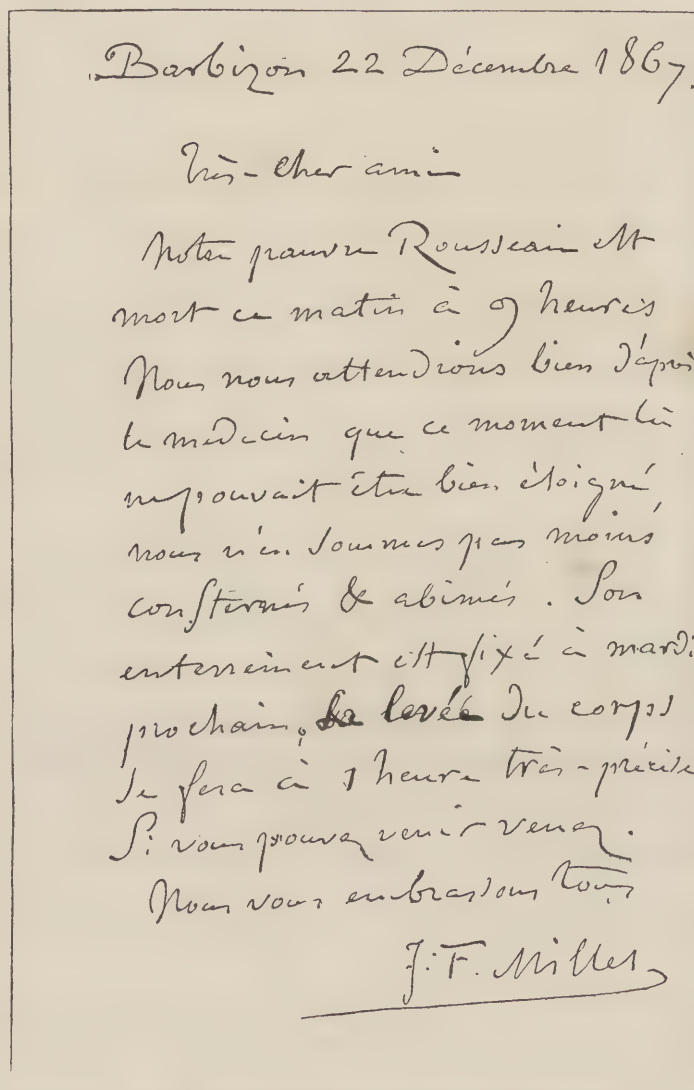 Barbizon 22 Décembre 1867.
très-cher ami
Notre pauvre Rousseau est
mort ce matin à 9 heures
Nous nous attendions bien d'après
le médecin que ce moment là
ne pouvait être bien éloigné
nous n'en sommes pas moins
consternés & abimés. Son
enterrement est fixé à mardi
prochain, la levée du corps
se fera à 1 heure très-précise
Si vous pouvez venir venez.
Nous vous embrassons tous
J. F. Millet